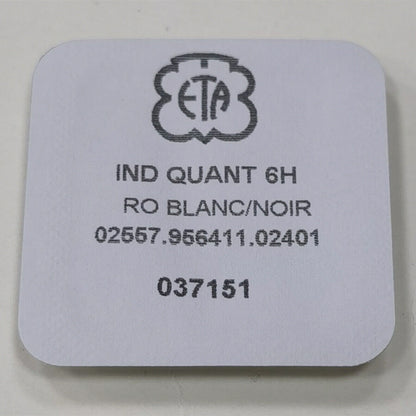 ETA
IND QUANT 6H
RO BLANC/NOIR
02557.956411.02401
037151